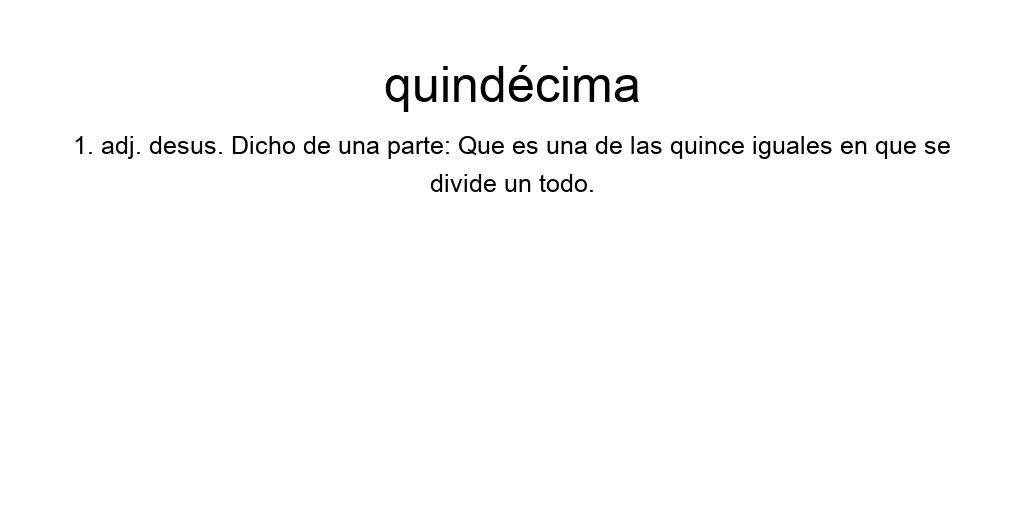 quindécima
1. adj. desus. Dicho de una parte: Que es una de las quince iguales en que se
divide un todo.